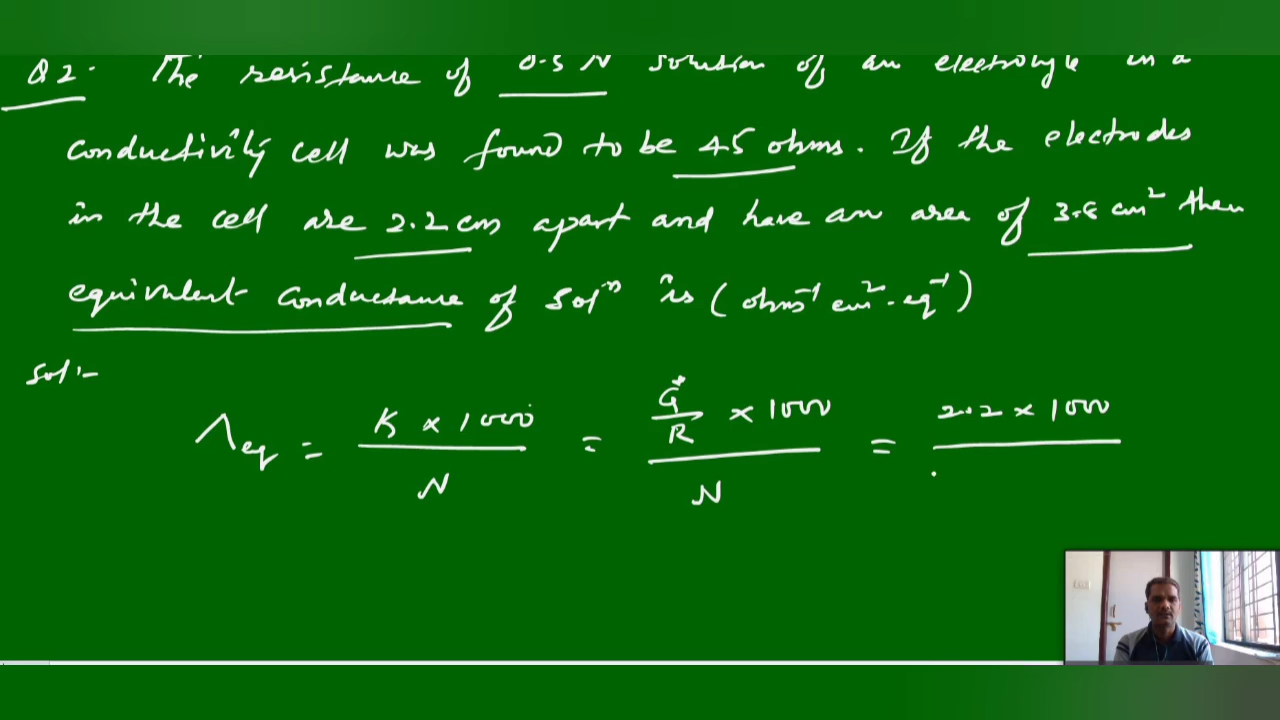 Q2. The resistance of 0.5 N solution of an electrolyte in a
conductivity cell was found to be 45 ohms. If the electrodes
in the cell are 2.2 cm apart and have an area of 3.8 cm² then
equivalent conductance of solⁿ is (ohms⁻¹ cm² . eq⁻¹)
Sol:-
Λeq = K × 1000 / N = G*/R × 1000 / N = 2.2 × 1000